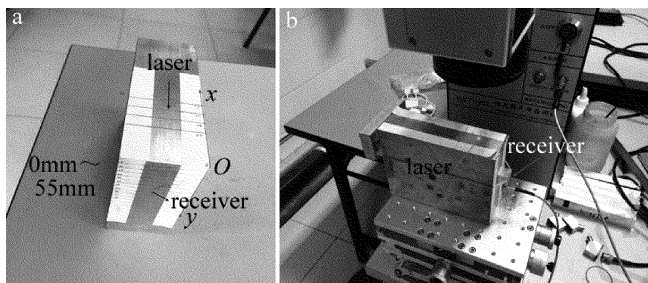 a
laser
x
0mm ~
55mm
O
receiver
y
b
receiver
laser